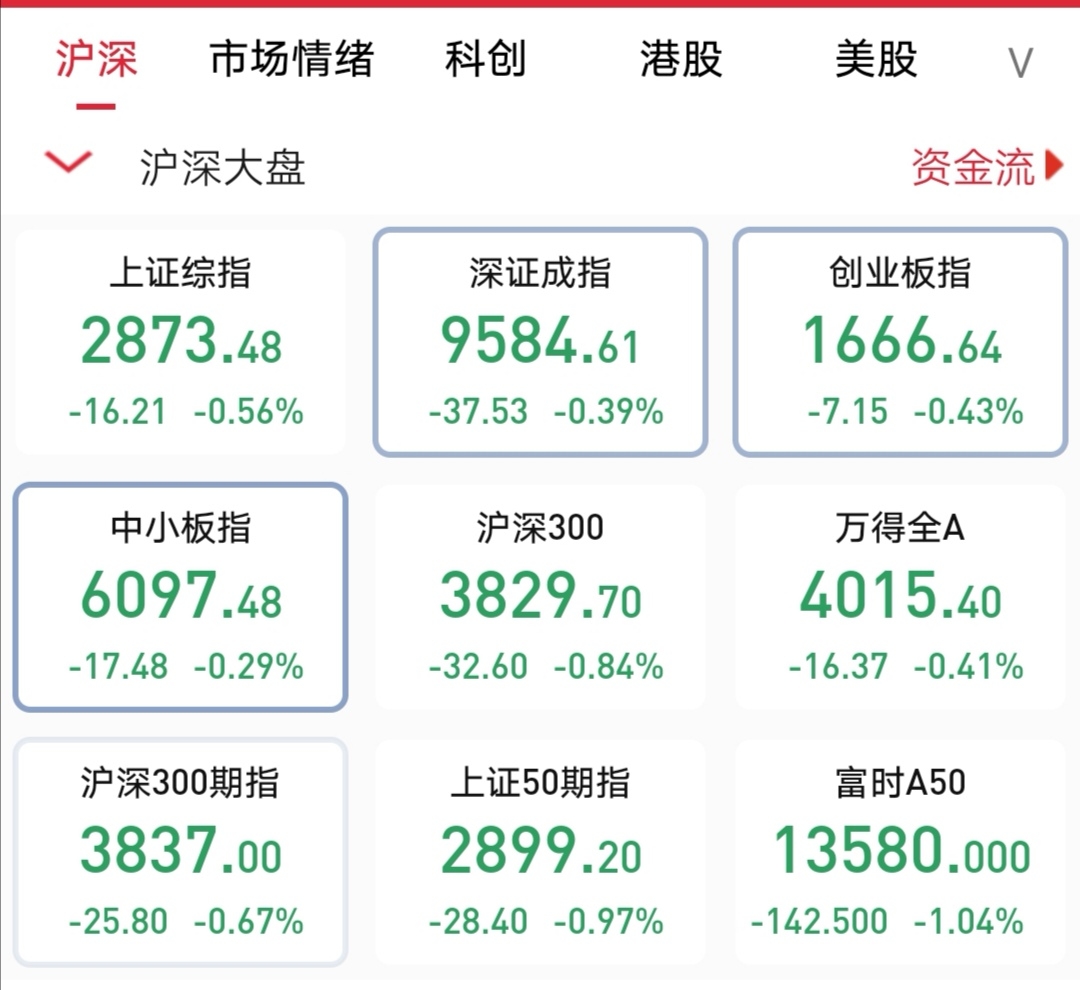 沪深 市场情绪 科创 港股 美股 V
沪深大盘 资金流
上证综指 深证成指 创业板指
2873.48 9584.61 1666.64
-16.21 -0.56% -37.53 -0.39% -7.15 -0.43%
中小板指 沪深300 万得全A
6097.48 3829.70 4015.40
-17.48 -0.29% -32.60 -0.84% -16.37 -0.41%
沪深300期指 上证50期指 富时A50
3837.00 2899.20 13580.000
-25.80 -0.67% -28.40 -0.97% -142.500 -1.04%